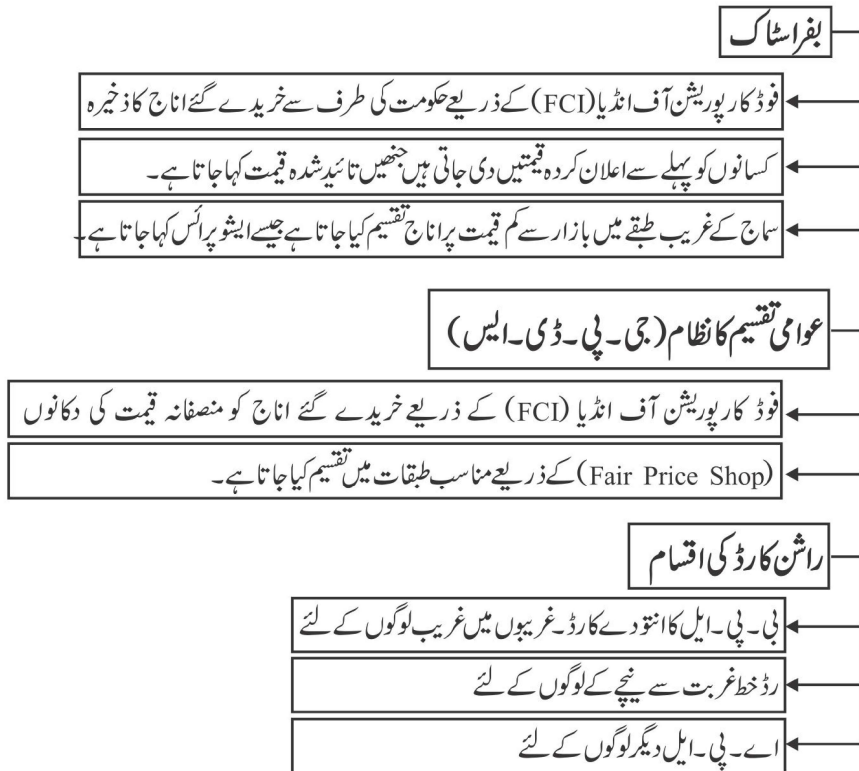 بفراسٹاک
فوڈ کارپوریشن آف انڈیا (FCI) کے ذریعے حکومت کی طرف سے خریدے گئے اناج کا ذخیرہ
کسانوں کو پہلے سے اعلان کردہ قیمتیں دی جاتی ہیں جنھیں تائید شدہ قیمت کہا جاتا ہے۔
سماج کے غریب طبقے میں بازار سے کم قیمت پر اناج تقسیم کیا جاتا ہے جیسے ایشو پرائس کہا جاتا ہے۔
عوامی تقسیم کا نظام (جی۔پی۔ڈی۔ایس)
فوڈ کارپوریشن آف انڈیا (FCI) کے ذریعے خریدے گئے اناج کو منصفانہ قیمت کی دکانوں
(Fair Price Shop) کے ذریعے مناسب طبقات میں تقسیم کیا جاتا ہے۔
راشن کارڈ کی اقسام
بی۔پی۔ایل کا انتودے کارڈ۔غریبوں میں غریب لوگوں کے لئے
رڈ خط غربت سے نیچے کے لوگوں کے لئے
اے۔پی۔ایل دیگر لوگوں کے لئے